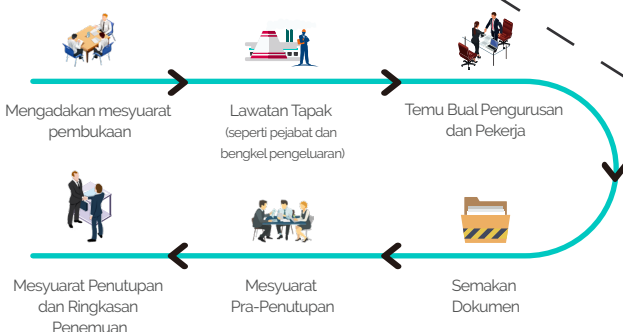 Mengadakan mesyuarat
pembukaan
Lawatan Tapak
(seperti pejabat dan
bengkel pengeluaran)
Temu Bual Pengurusan
dan Pekerja
Semakan
Dokumen
Mesyuarat
Pra-Penutupan
Mesyuarat Penutupan
dan Ringkasan
Penemuan